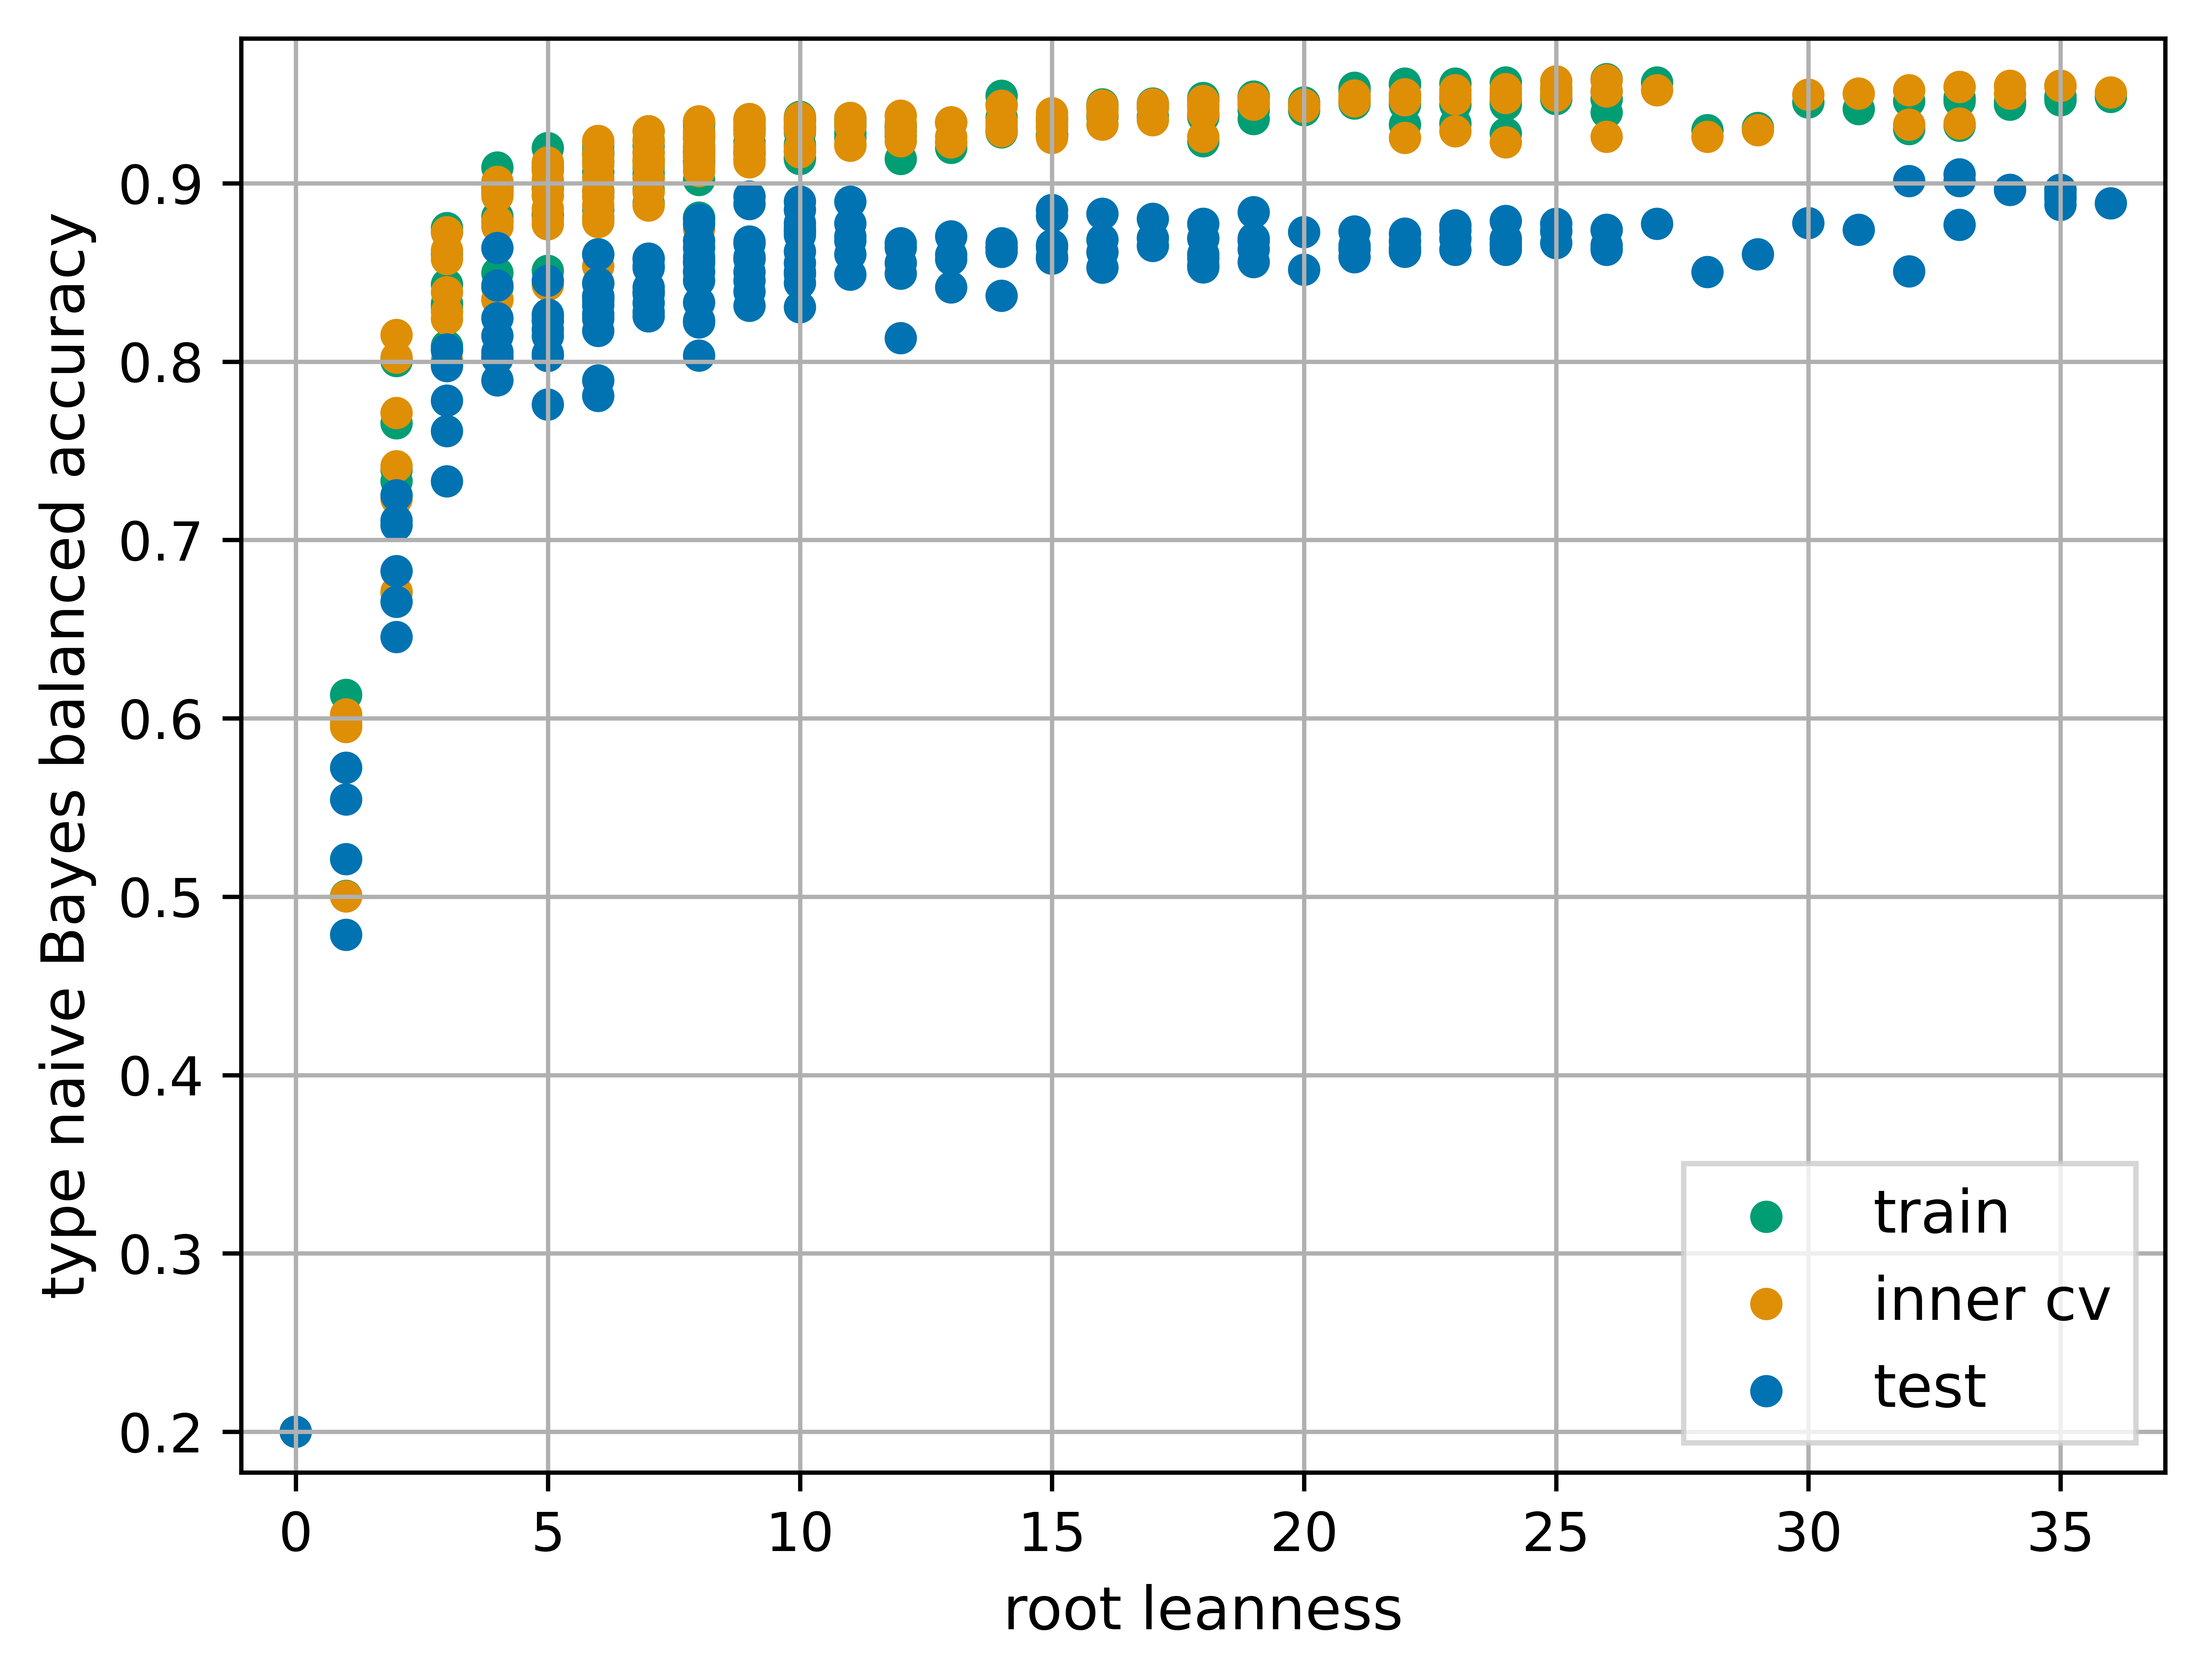 type naive Bayes balanced accuracy
0.9
0.8
0.7
0.6
0.5
0.4
0.3
0.2
train
inner cv
test
0 5 10 15 20 25 30 35
root leanness